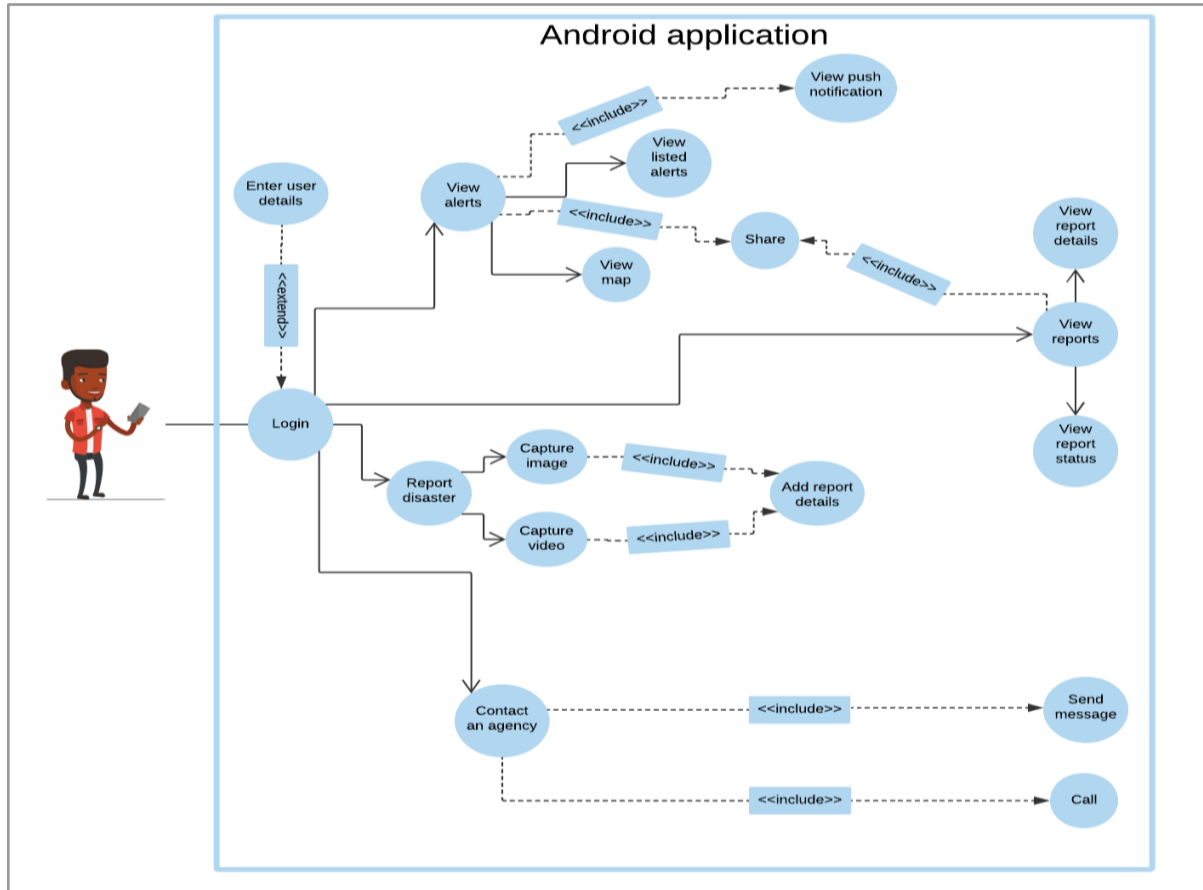 Android application
View push
notification
<<include>>
View
listed
alerts
Enter user
details
View
alerts
<<include>>
Share
View
report
details
View
map
<<include>>
<<extend>>
View
reports
Login
View
report
status
Capture
image
<<include>>
Report
disaster
Add report
details
Capture
video
<<include>>
Contact
an agency
<<include>>
Send
message
<<include>>
Call